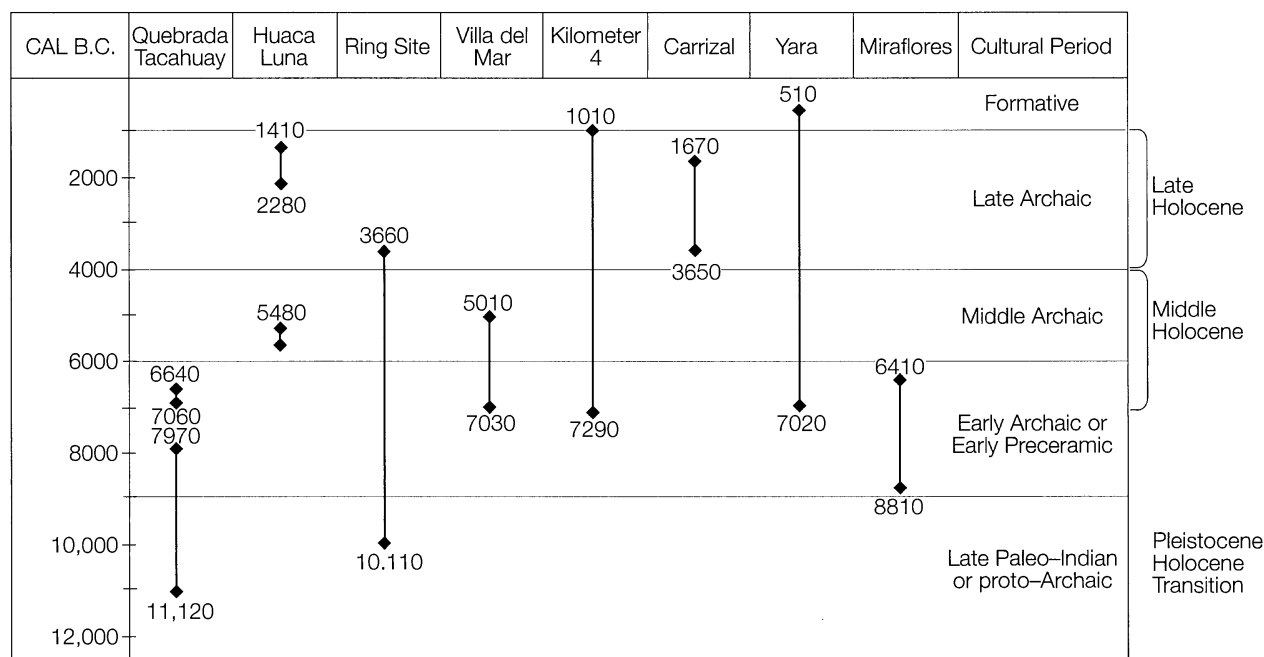 CAL B.C.
Quebrada
Tacahuay
Huaca
Luna
Ring Site
Villa del
Mar
Kilometer
4
Carrizal
Yara
Miraflores
Cultural Period
510
Formative
1410
1010
1670
2000
2280
Late Archaic
Late
Holocene
3660
3650
4000
5480
5010
Middle Archaic
Middle
Holocene
6000
6640
6410
7060
7970
7030
7290
7020
Early Archaic or
Early Preceramic
8000
8810
10,000
10.110
Late Paleo–Indian
or proto–Archaic
Pleistocene
Holocene
Transition
11,120
12,000